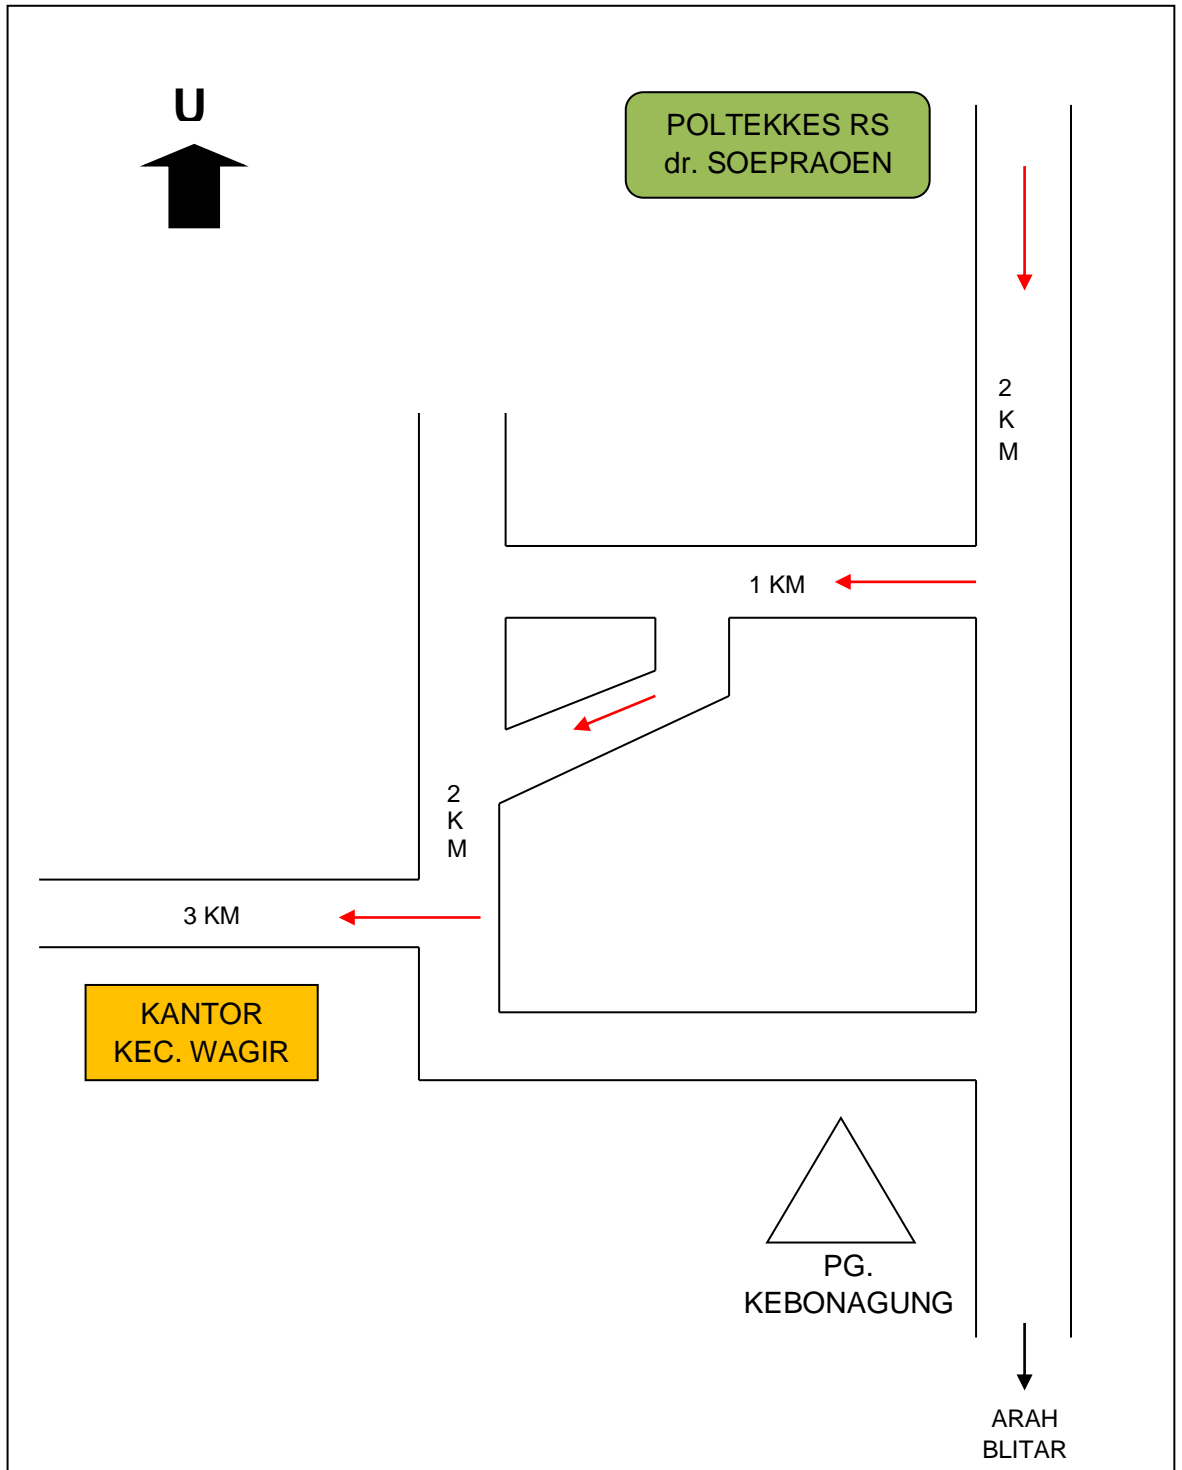 U
POLTEKKES RS
dr. SOEPRAOEN
2
K
M
1 KM
2
K
M
3 KM
KANTOR
KEC. WAGIR
PG.
KEBONAGUNG
ARAH
BLITAR